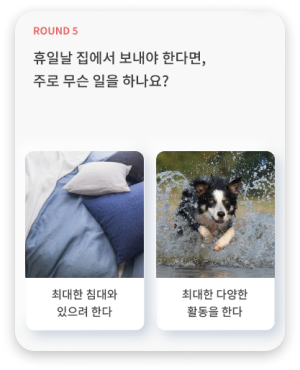 ROUND 5
휴일날 집에서 보내야 한다면,
주로 무슨 일을 하나요?
최대한 침대와
있으려 한다
최대한 다양한
활동을 한다